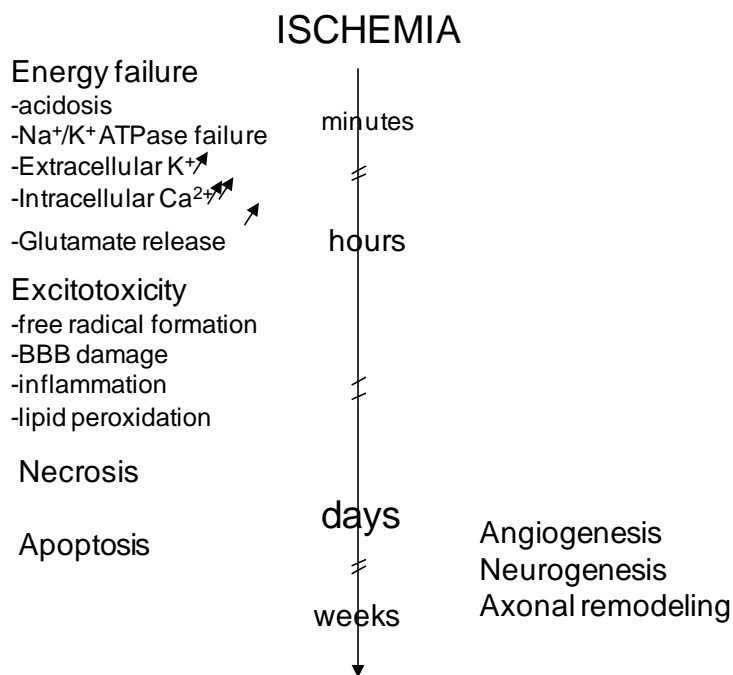 ISCHEMIA
Energy failure
-acidosis
-Na⁺/K⁺ ATPase failure
-Extracellular K⁺
-Intracellular Ca²⁺
-Glutamate release
Excitotoxicity
-free radical formation
-BBB damage
-inflammation
-lipid peroxidation
Necrosis
Apoptosis
minutes
hours
days
weeks
Angiogenesis
Neurogenesis
Axonal remodeling